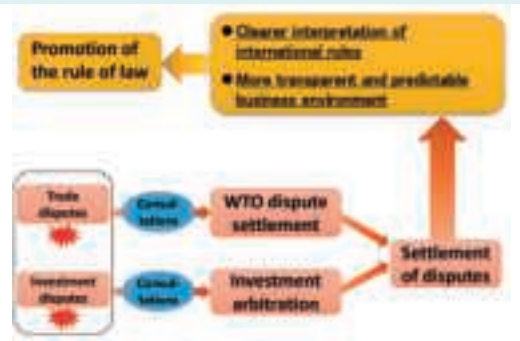 Promotion of
the rule of law
● Clearer interpretation of
international rules
● More transparent and predictable
business environment
Trade
disputes
Consul-
tations
WTO dispute
settlement
Settlement
of disputes
Investment
disputes
Consul-
tations
Investment
arbitration